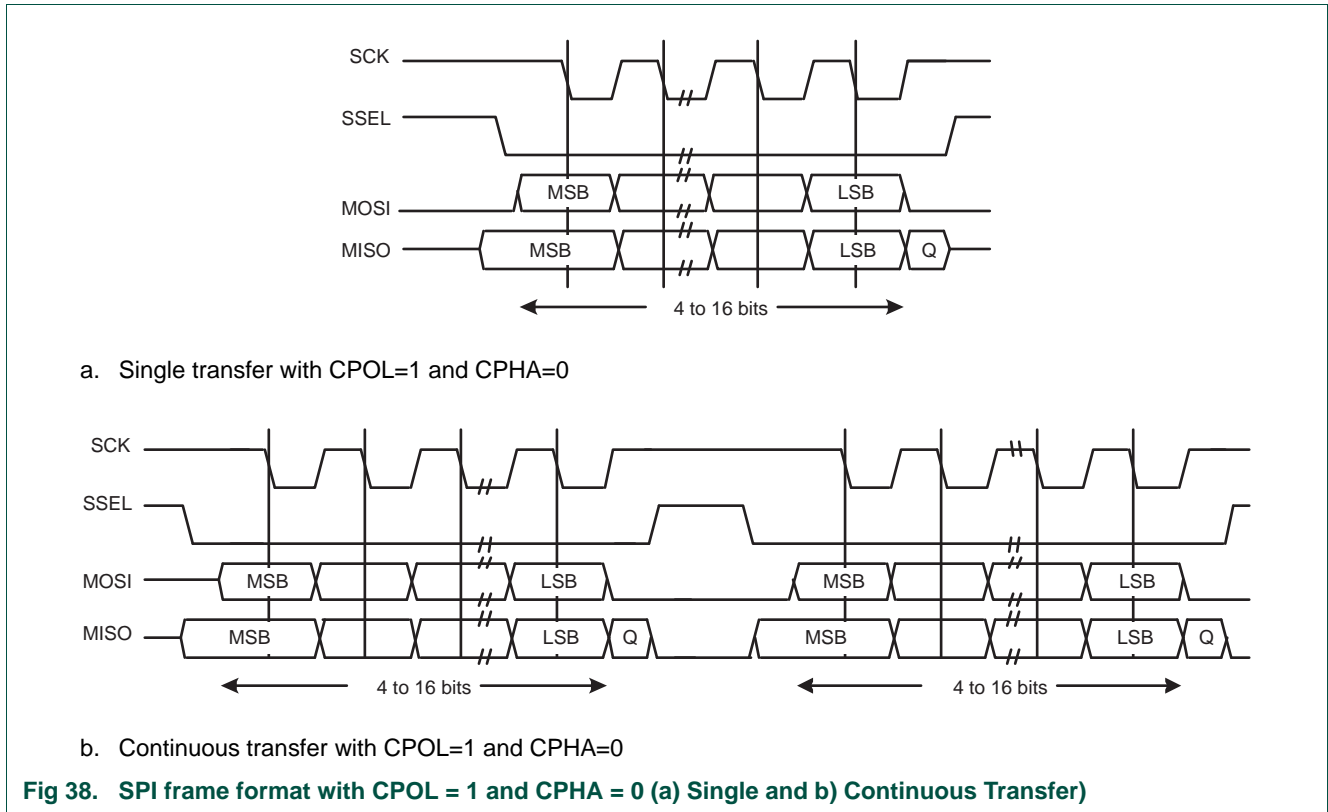 SCK
SSEL
MOSI MSB LSB
MISO MSB LSB Q
4 to 16 bits
a. Single transfer with CPOL=1 and CPHA=0
SCK
SSEL
MOSI MSB LSB MSB LSB
MISO MSB LSB Q MSB LSB Q
4 to 16 bits 4 to 16 bits
b. Continuous transfer with CPOL=1 and CPHA=0
Fig 38. SPI frame format with CPOL = 1 and CPHA = 0 (a) Single and b) Continuous Transfer)